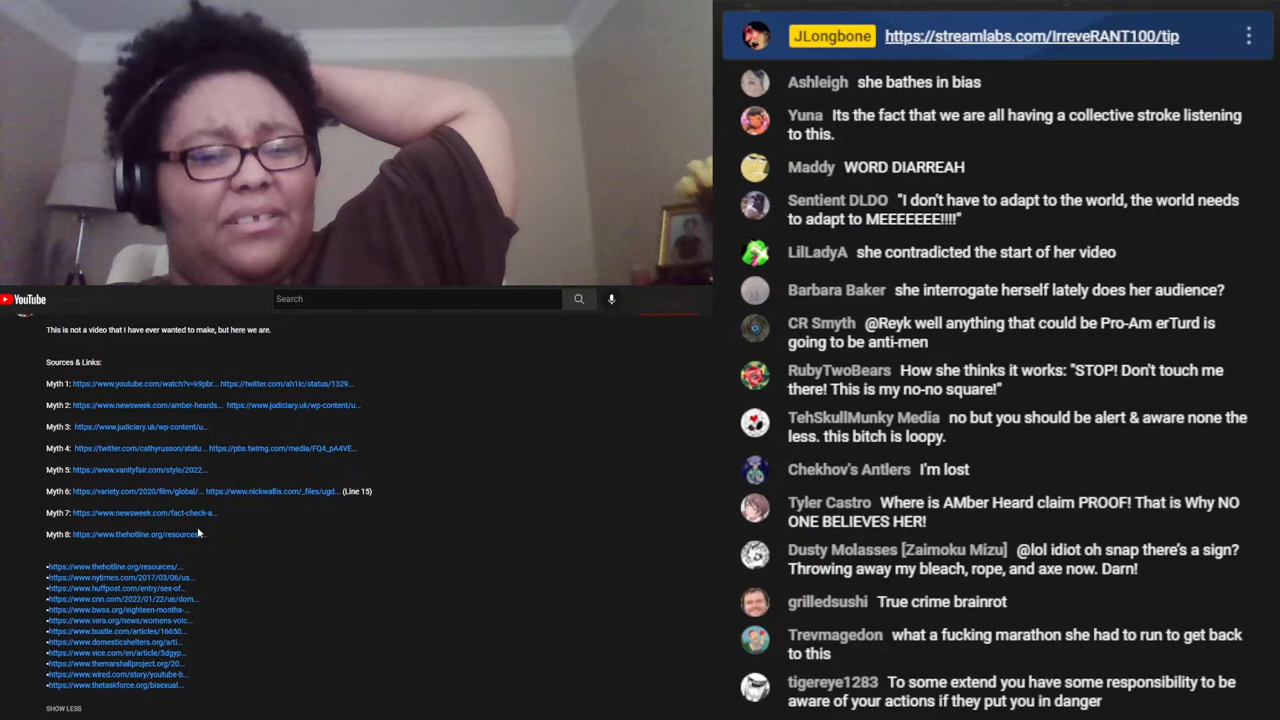 YouTube
Search
This is not a video that I have ever wanted to make, but here we are.
Sources & Links:
Myth 1: https://www.youtube.com/watch?v=k9pbr... https://twitter.com/ah1lc/status/1329...
Myth 2: https://www.newsweek.com/amber-heards... https://www.judiciary.uk/wp-content/u...
Myth 3: https://www.judiciary.uk/wp-content/u...
Myth 4: https://twitter.com/cathyrusson/statu... https://pbs.twimg.com/media/FQ4_pA4VE...
Myth 5: https://www.vanityfair.com/style/2022...
Myth 6: https://variety.com/2020/film/global/... https://www.nickwallis.com/_files/ugd... (Line 15)
Myth 7: https://www.newsweek.com/fact-check-a...
Myth 8: https://www.thehotline.org/resources...
•https://www.thehotline.org/resources/...
•https://www.nytimes.com/2017/03/06/us...
•https://www.huffpost.com/entry/sex-of...
•https://www.cnn.com/2022/01/22/us/dom...
•https://www.bwss.org/eighteen-months-...
•https://www.vera.org/news/womens-voic...
•https://www.bustle.com/articles/16650...
•https://www.domesticshelters.org/arti...
•https://www.vice.com/en/article/5dgyp...
•https://www.themarshallproject.org/20...
•https://www.wired.com/story/youtube-b...
•https://www.thetaskforce.org/bisexual...
SHOW LESS
JLongbone https://streamlabs.com/IrreveRANT100/tip
Ashleigh she bathes in bias
Yuna Its the fact that we are all having a collective stroke listening
to this.
Maddy WORD DIARREAH
Sentient DLDO "I don't have to adapt to the world, the world needs
to adapt to MEEEEEEE!!!!"
LilLadyA she contradicted the start of her video
Barbara Baker she interrogate herself lately does her audience?
CR Smyth @Reyk well anything that could be Pro-Am erTurd is
going to be anti-men
RubyTwoBears How she thinks it works: "STOP! Don't touch me
there! This is my no-no square!"
TehSkullMunky Media no but you should be alert & aware none the
less. this bitch is loopy.
Chekhov's Antlers I'm lost
Tyler Castro Where is AMber Heard claim PROOF! That is Why NO
ONE BELIEVES HER!
Dusty Molasses [Zaimoku Mizu] @lol idiot oh snap there's a sign?
Throwing away my bleach, rope, and axe now. Darn!
grilledsushi True crime brainrot
Trevmagedon what a fucking marathon she had to run to get back
to this
tigereye1283 To some extend you have some responsibility to be
aware of your actions if they put you in danger